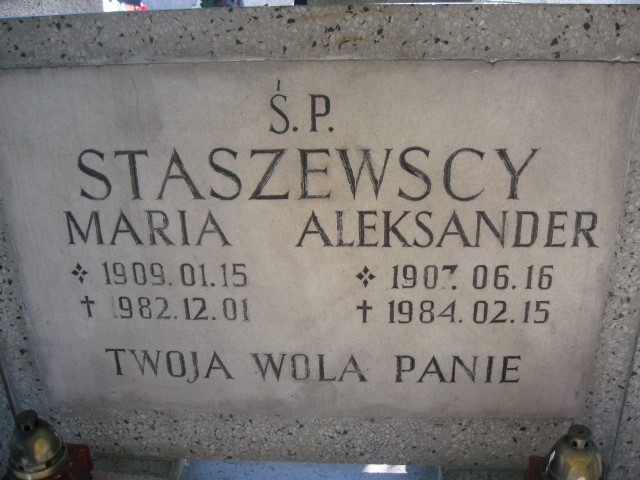 Ś.P.
STASZEWSCY
MARIA ALEKSANDER
1909.01.15 1907.06.16
† 1982.12.01 † 1984.02.15
TWOJA WOLA PANIE